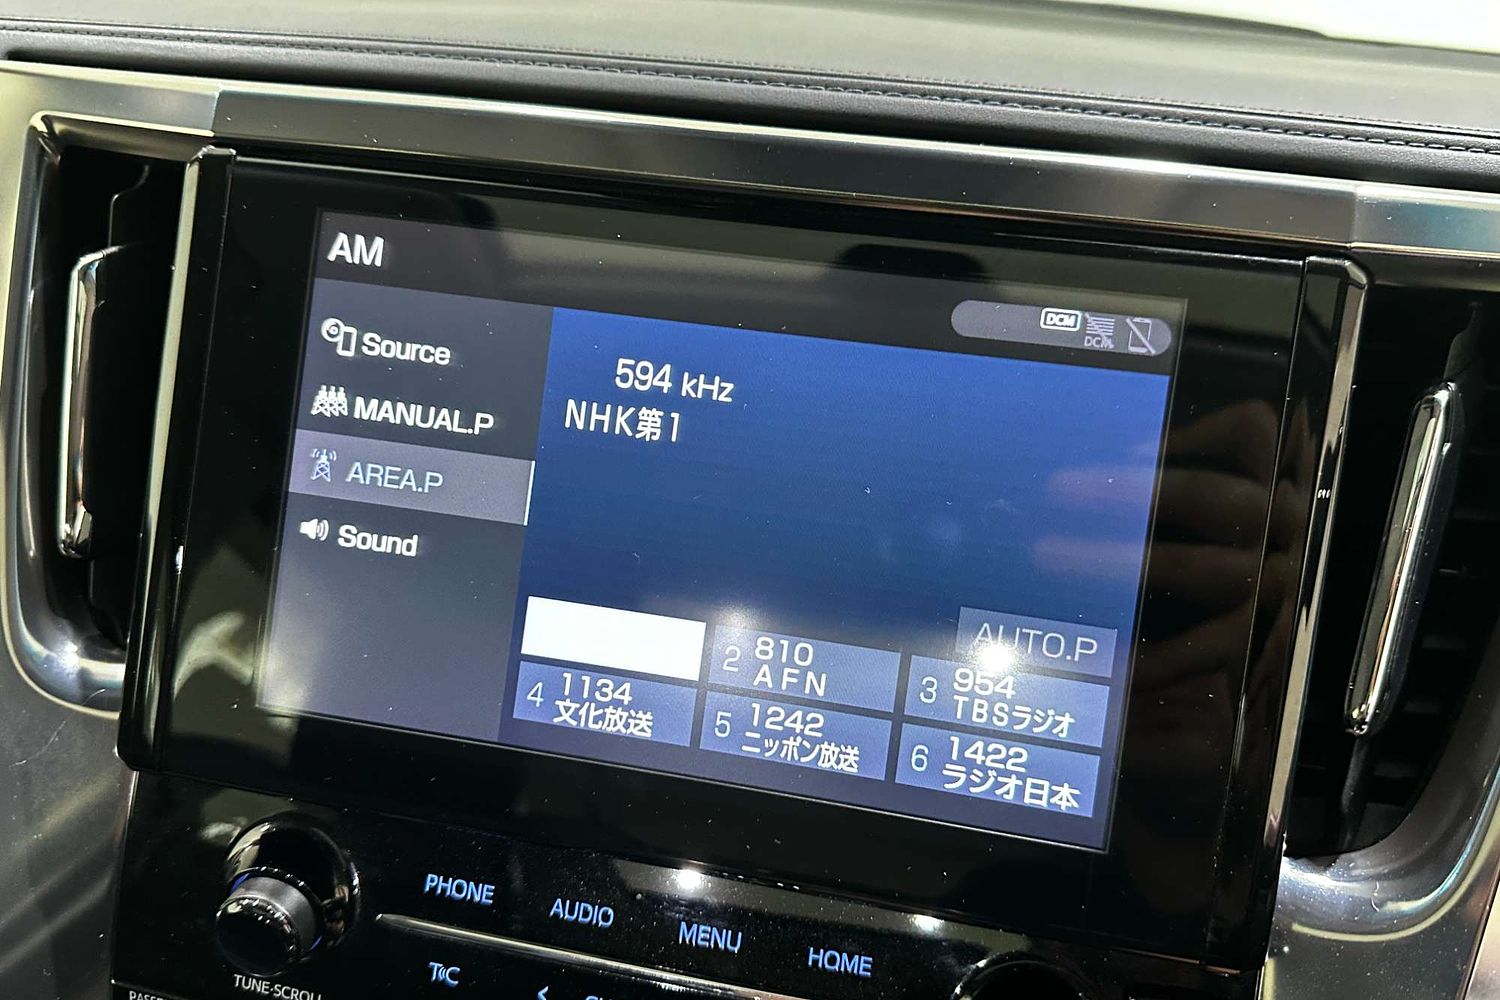 AM
DCM
DCM
Source
MANUAL.P
AREA.P
Sound
594 kHz
NHK第1
AUTO.P
2 810
AFN
3 954
TBSラジオ
4 1134
文化放送
5 1242
ニッポン放送
6 1422
ラジオ日本
PHONE
AUDIO
MENU
HOME
TUNE·SCROLL